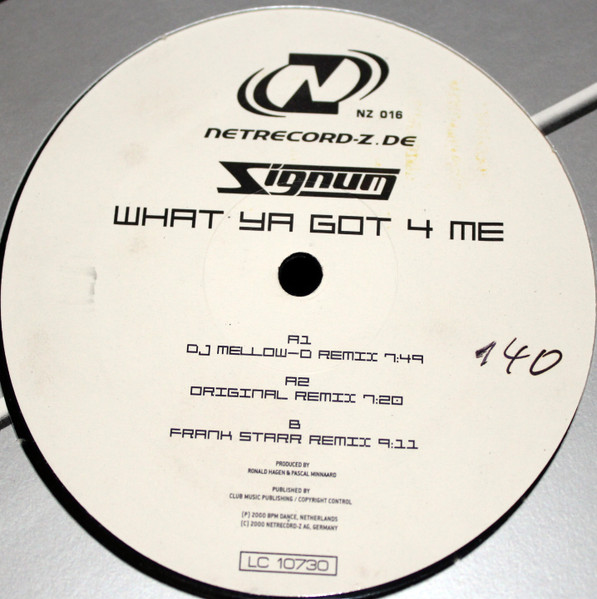 N
NZ 016
NETRECORD-Z.DE
Signum
WHAT YA GOT 4 ME
A1
DJ MELLOW-D REMIX 7:49
140
A2
ORIGINAL REMIX 7:20
B
FRANK STARR REMIX 9:11
PRODUCED BY
RONALD HAGEN & PASCAL MINNAARD
PUBLISHED BY
CLUB MUSIC PUBLISHING / COPYRIGHT CONTROL
(P) 2000 BPM DANCE, NETHERLANDS
(C) 2000 NETRECORD-Z AG, GERMANY
LC 10730